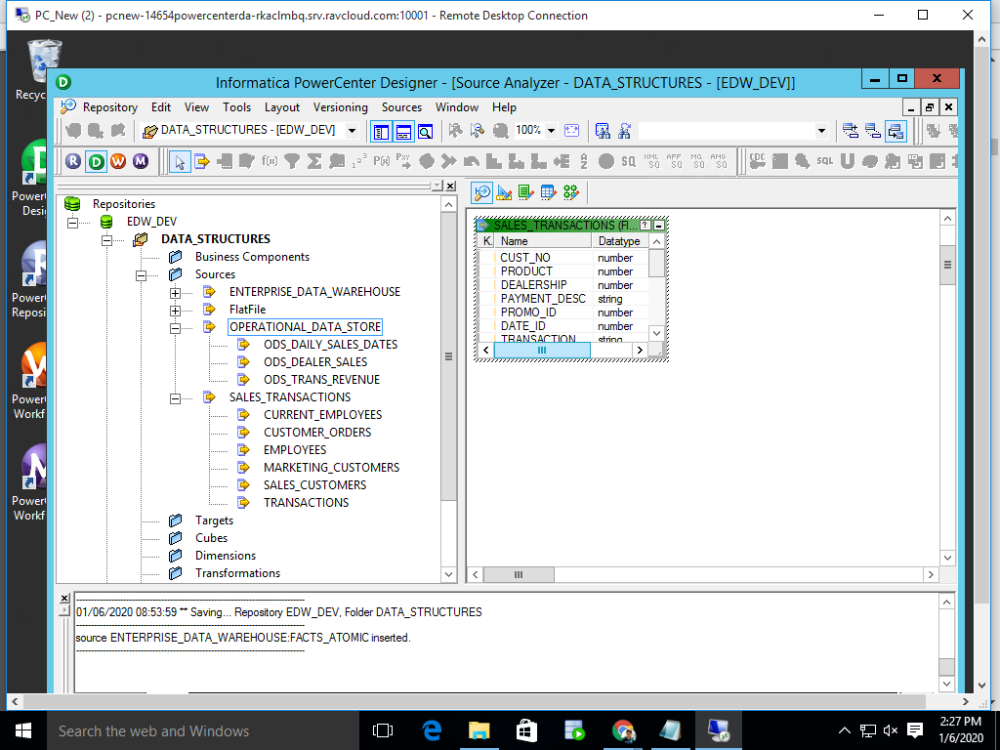 PC_New (2) - pcnew-14654powercenterda-rkaclmbq.srv.ravcloud.com:10001 - Remote Desktop Connection
Recyc
Informatica PowerCenter Designer - [Source Analyzer - DATA_STRUCTURES - [EDW_DEV]]
Repository Edit View Tools Layout Versioning Sources Window Help
DATA_STRUCTURES - [EDW_DEV] 100%
R D W M f(x) SQ SQL
Repositories
EDW_DEV
DATA_STRUCTURES
Business Components
Sources
ENTERPRISE_DATA_WAREHOUSE
FlatFile
OPERATIONAL_DATA_STORE
ODS_DAILY_SALES_DATES
ODS_DEALER_SALES
ODS_TRANS_REVENUE
SALES_TRANSACTIONS
CURRENT_EMPLOYEES
CUSTOMER_ORDERS
EMPLOYEES
MARKETING_CUSTOMERS
SALES_CUSTOMERS
TRANSACTIONS
Targets
Cubes
Dimensions
Transformations
SALES_TRANSACTIONS (Fl...
K. Name Datatype
CUST_NO number
PRODUCT number
DEALERSHIP number
PAYMENT_DESC string
PROMO_ID number
DATE_ID number
TRANSACTION string
Power
Desi
Power
Reposi
Power
Workf
Power
Workf
01/06/2020 08:53:59 ** Saving... Repository EDW_DEV, Folder DATA_STRUCTURES
source ENTERPRISE_DATA_WAREHOUSE:FACTS_ATOMIC inserted.
Search the web and Windows
2:27 PM
1/6/2020